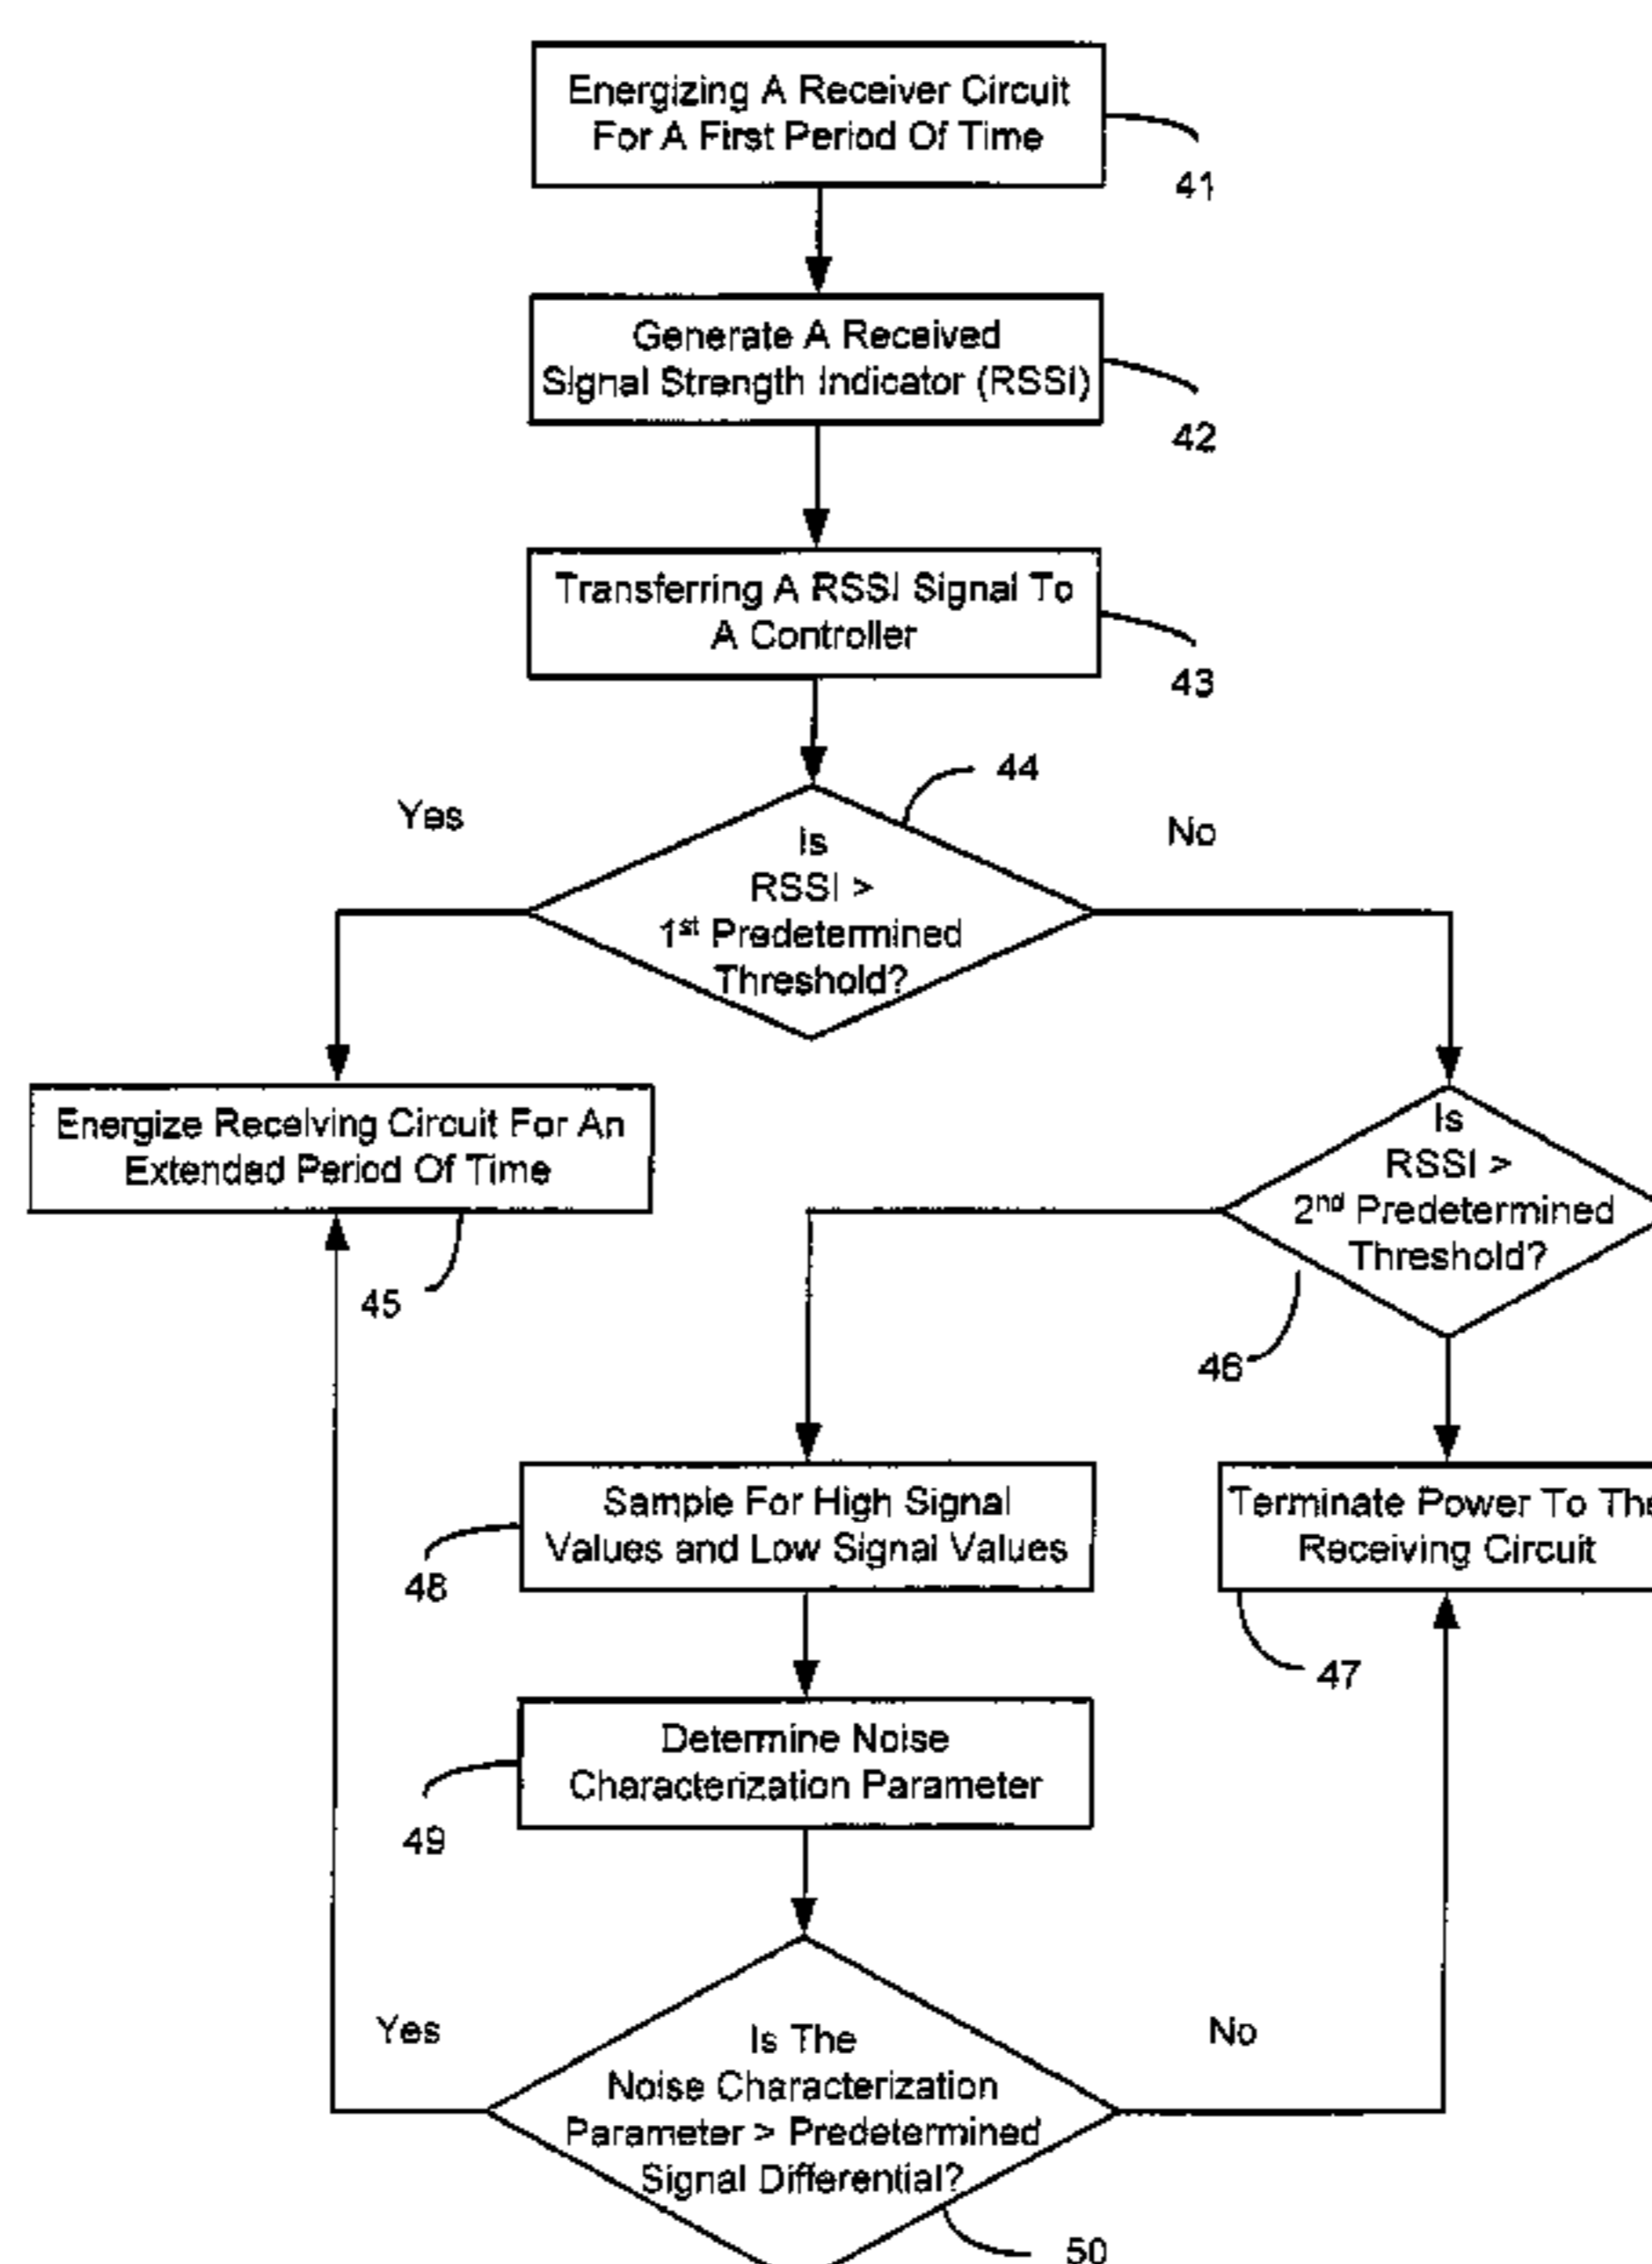 Energizing A Receiver Circuit
For A First Period Of Time
41
Generate A Received
Signal Strength Indicator (RSSI)
42
Transferring A RSSI Signal To
A Controller
43
44
Yes
No
Is
RSSI >
1st Predetermined
Threshold?
Energize Receiving Circuit For An
Extended Period Of Time
45
Is
RSSI >
2nd Predetermined
Threshold?
46
Sample For High Signal
Values and Low Signal Values
48
Terminate Power To The
Receiving Circuit
47
Determine Noise
Characterization Parameter
49
Yes
No
Is The
Noise Characterization
Parameter > Predetermined
Signal Differential?
50